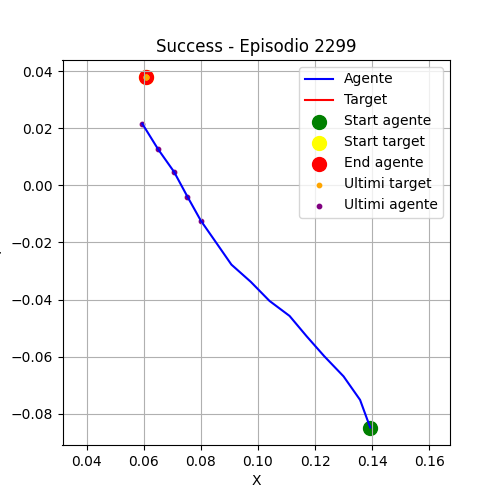 Success - Episodio 2299
Agente
Target
Start agente
Start target
End agente
Ultimi target
Ultimi agente
0.04
0.02
0.00
−0.02
−0.04
−0.06
−0.08
0.04 0.06 0.08 0.10 0.12 0.14 0.16
X